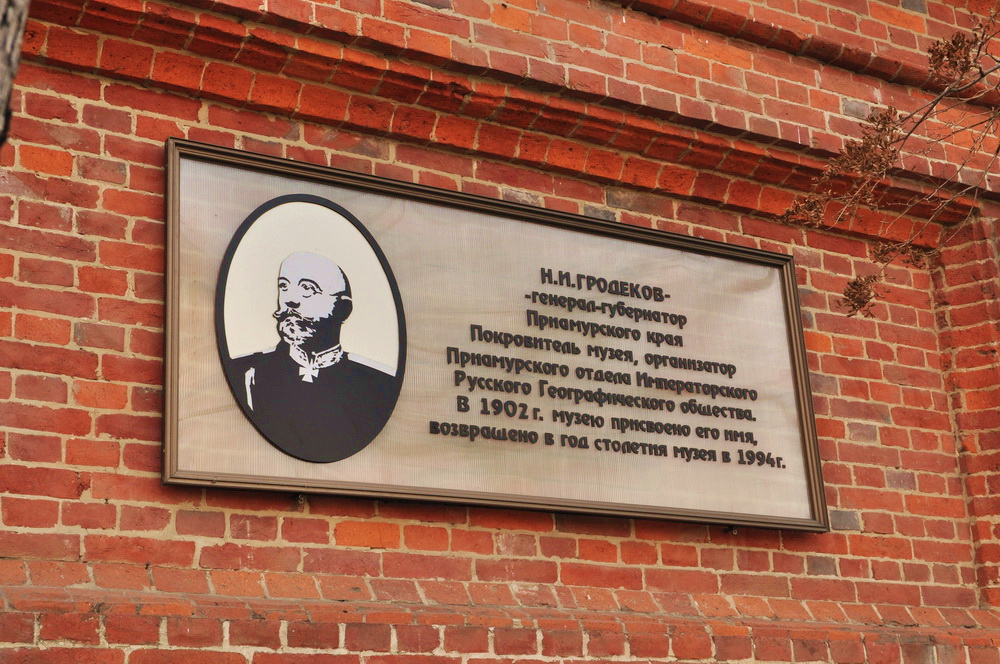 Н.И.ГРОДЕКОВ-
-генерал-губернатор
Приамурского края
Покровитель музея, организатор
Приамурского отдела Императорского
Русского Географического общества.
В 1902 г. музею присвоено его имя,
возвращено в год столетия музея в 1994г.